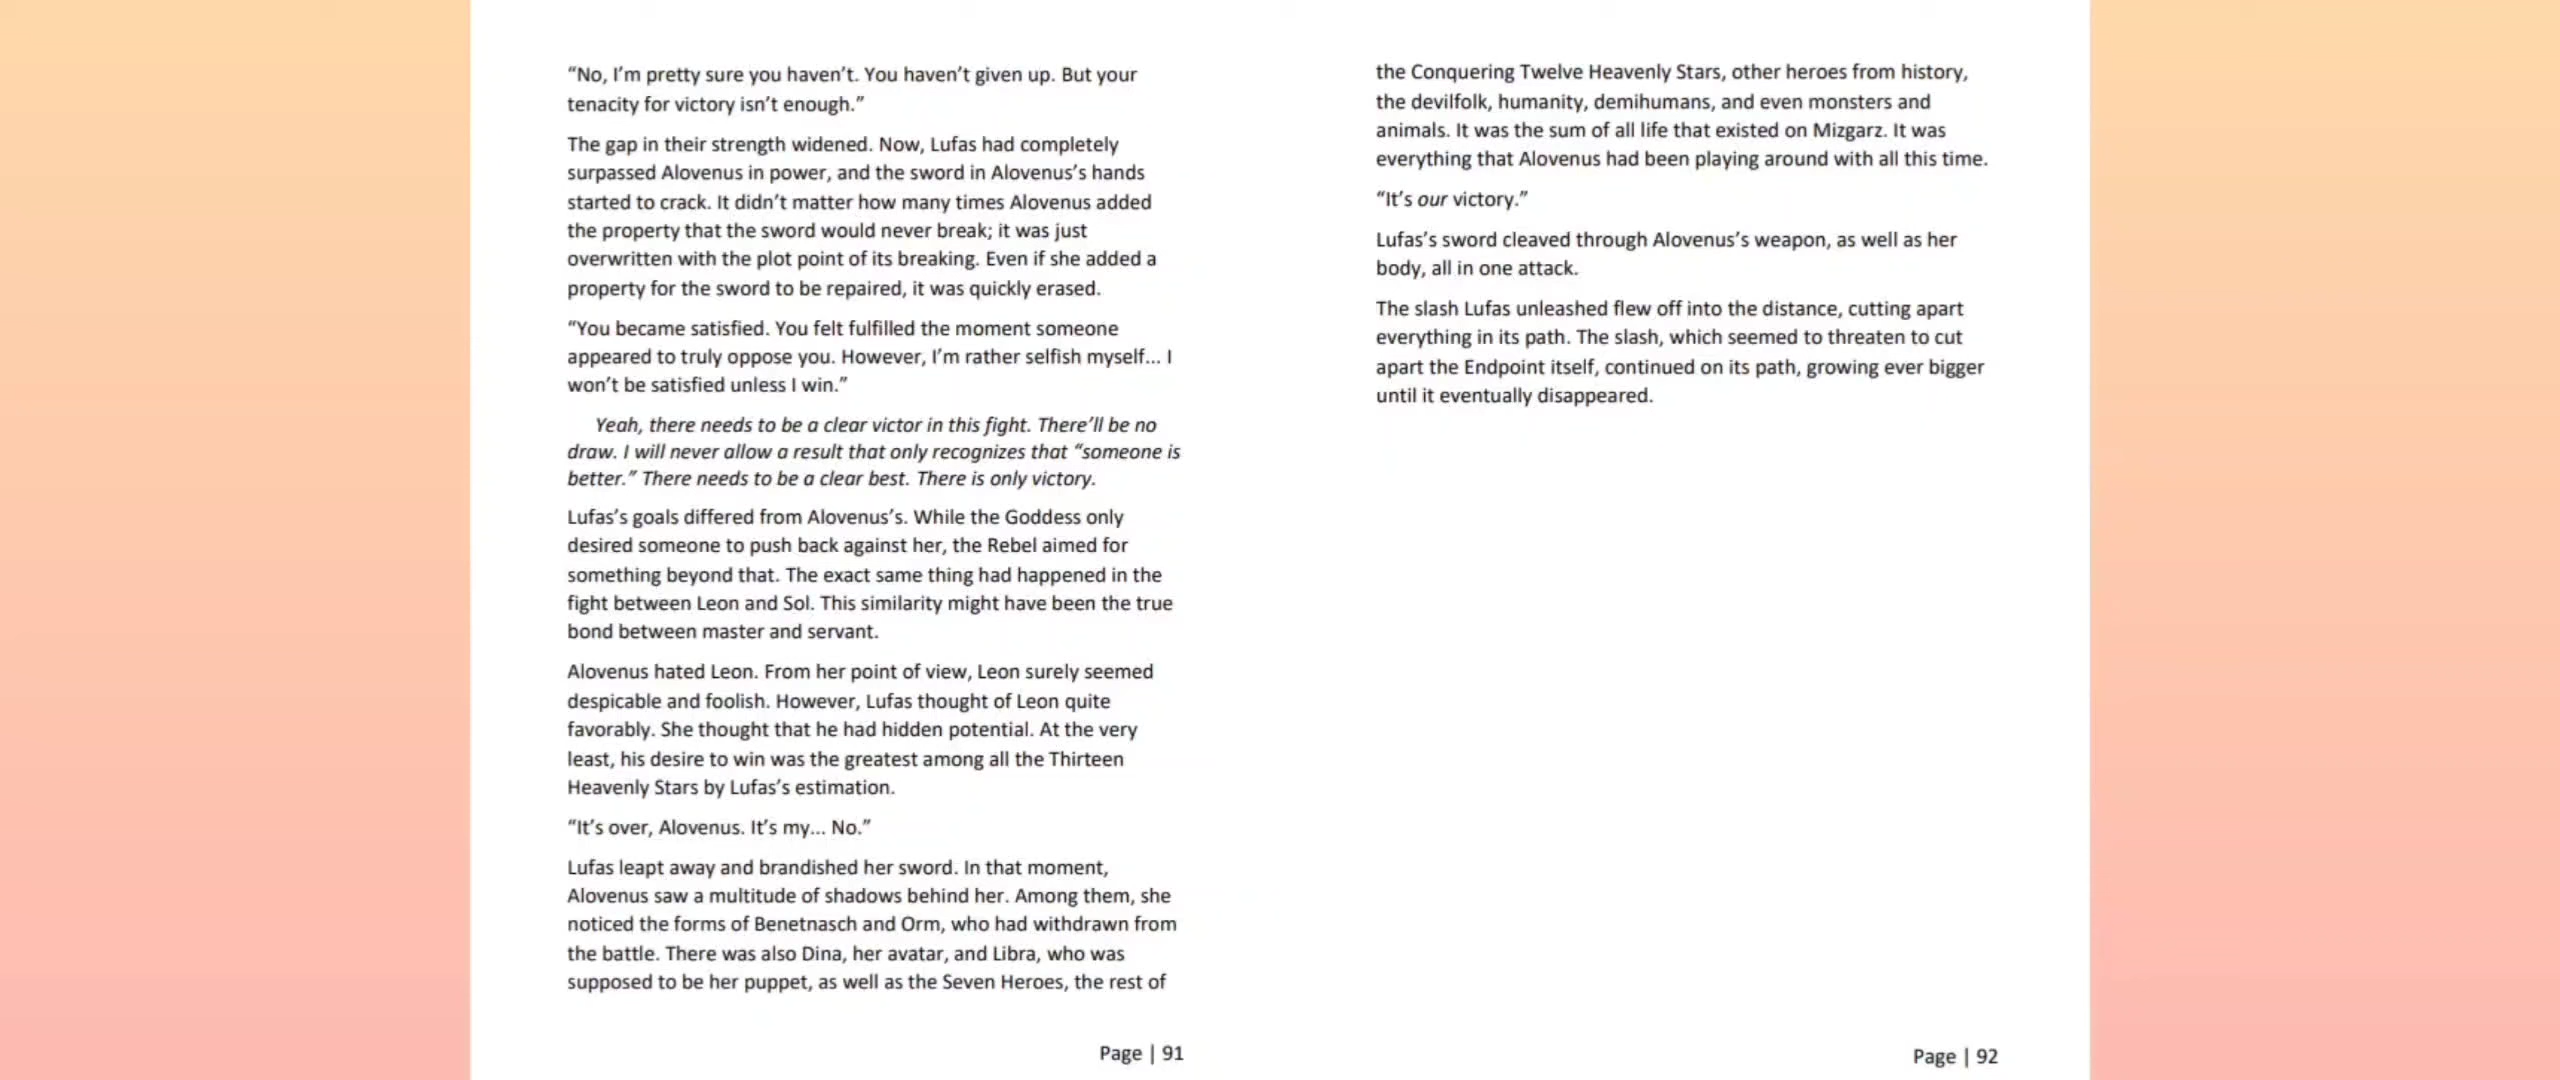 “No, I’m pretty sure you haven’t. You haven’t given up. But your
tenacity for victory isn’t enough.”
The gap in their strength widened. Now, Lufas had completely
surpassed Alovenus in power, and the sword in Alovenus’s hands
started to crack. It didn’t matter how many times Alovenus added
the property that the sword would never break; it was just
overwritten with the plot point of its breaking. Even if she added a
property for the sword to be repaired, it was quickly erased.
“You became satisfied. You felt fulfilled the moment someone
appeared to truly oppose you. However, I’m rather selfish myself... I
won’t be satisfied unless I win.”
Yeah, there needs to be a clear victor in this fight. There’ll be no
draw. I will never allow a result that only recognizes that “someone is
better.” There needs to be a clear best. There is only victory.
Lufas’s goals differed from Alovenus’s. While the Goddess only
desired someone to push back against her, the Rebel aimed for
something beyond that. The exact same thing had happened in the
fight between Leon and Sol. This similarity might have been the true
bond between master and servant.
Alovenus hated Leon. From her point of view, Leon surely seemed
despicable and foolish. However, Lufas thought of Leon quite
favorably. She thought that he had hidden potential. At the very
least, his desire to win was the greatest among all the Thirteen
Heavenly Stars by Lufas’s estimation.
“It’s over, Alovenus. It’s my... No.”
Lufas leapt away and brandished her sword. In that moment,
Alovenus saw a multitude of shadows behind her. Among them, she
noticed the forms of Benetnasch and Orm, who had withdrawn from
the battle. There was also Dina, her avatar, and Libra, who was
supposed to be her puppet, as well as the Seven Heroes, the rest of
Page | 91
the Conquering Twelve Heavenly Stars, other heroes from history,
the devilfolk, humanity, demihumans, and even monsters and
animals. It was the sum of all life that existed on Mizgarz. It was
everything that Alovenus had been playing around with all this time.
“It’s our victory.”
Lufas’s sword cleaved through Alovenus’s weapon, as well as her
body, all in one attack.
The slash Lufas unleashed flew off into the distance, cutting apart
everything in its path. The slash, which seemed to threaten to cut
apart the Endpoint itself, continued on its path, growing ever bigger
until it eventually disappeared.
Page | 92